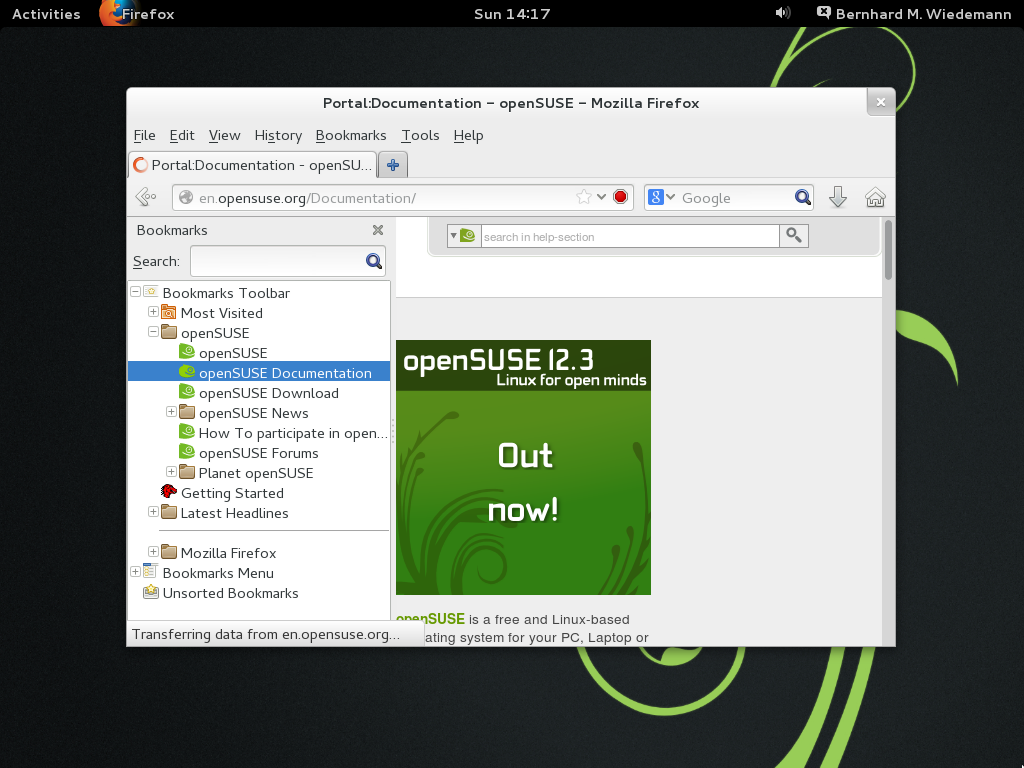 Activities Firefox Sun 14:17 Bernhard M. Wiedemann
Portal:Documentation – openSUSE – Mozilla Firefox
File Edit View History Bookmarks Tools Help
Portal:Documentation - openSU...
en.opensuse.org/Documentation/ 8 Google
Bookmarks
Search:
Bookmarks Toolbar
Most Visited
openSUSE
openSUSE
openSUSE Documentation
openSUSE Download
openSUSE News
How To participate in open...
openSUSE Forums
Planet openSUSE
Getting Started
Latest Headlines
Mozilla Firefox
Bookmarks Menu
Unsorted Bookmarks
Transferring data from en.opensuse.org...
search in help-section
openSUSE 12.3
Linux for open minds
Out
now!
openSUSE is a free and Linux-based
ating system for your PC, Laptop or